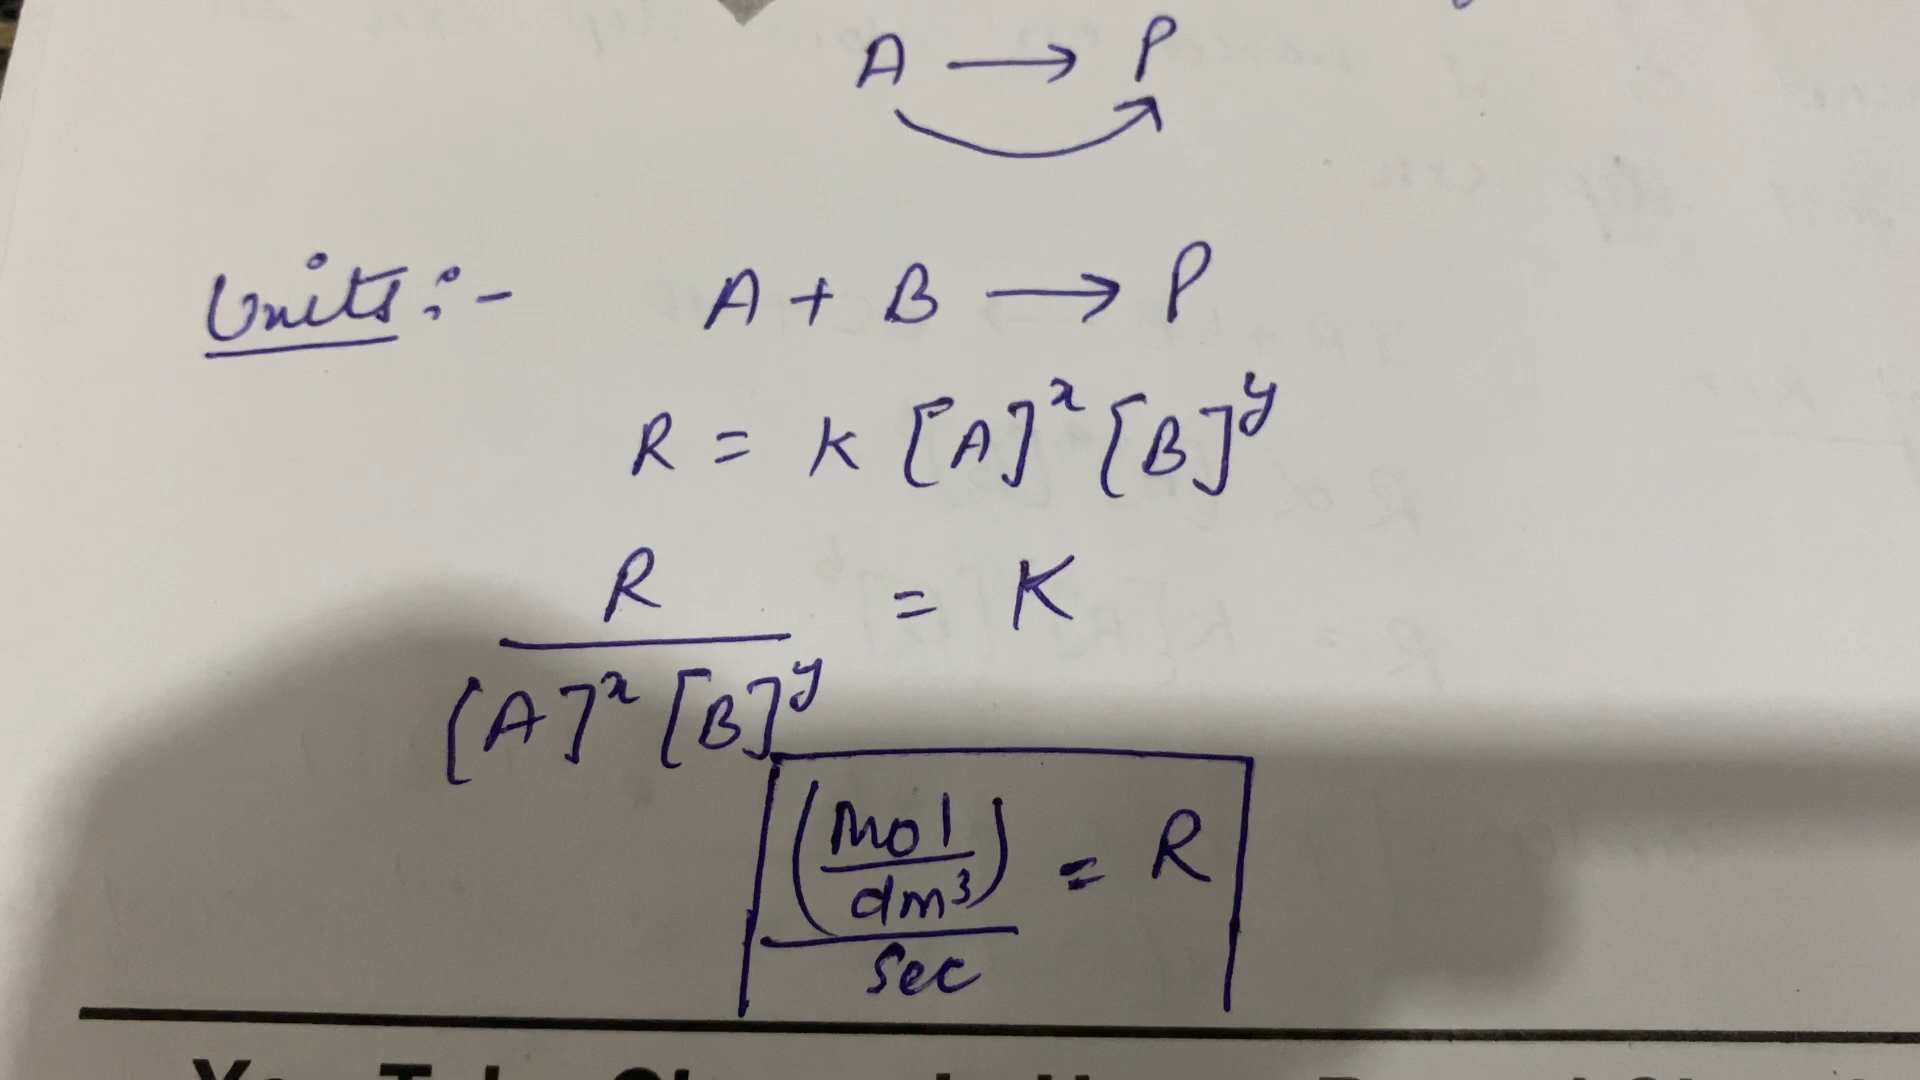 A → P
Units :- A + B → P
R = K [A]^x [B]^y
R / [A]^x [B]^y = K
(mol / dm³) / sec = R